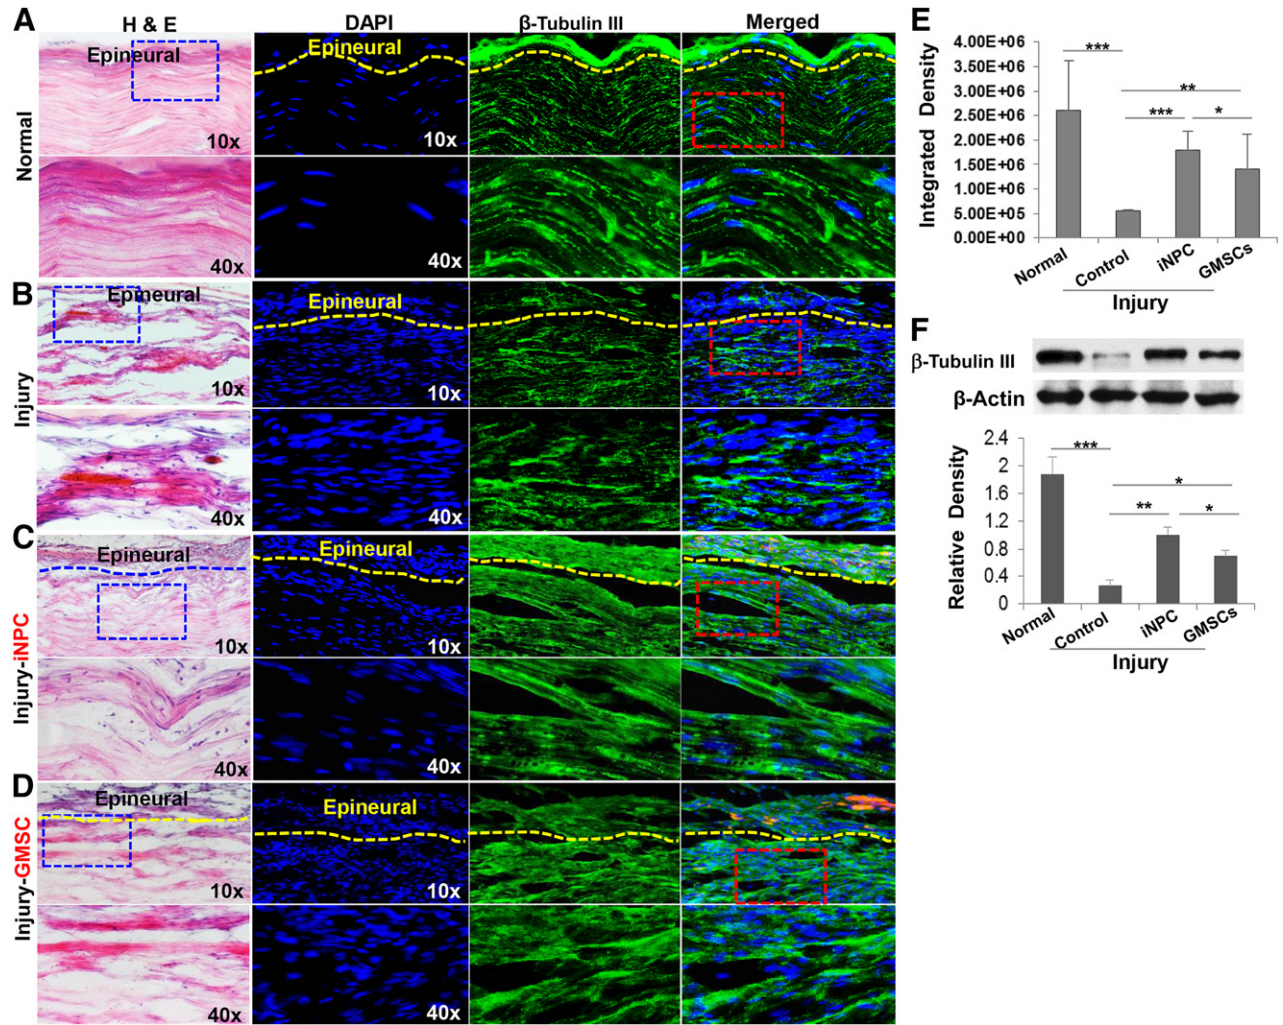 A
H & E
DAPI
β-Tubulin III
Merged
Normal
Epineural
Epineural
10x
10x
40x
40x
B
Injury
Epineural
Epineural
10x
10x
40x
40x
C
Injury-iNPC
Epineural
Epineural
10x
10x
40x
40x
D
Injury-GMSC
Epineural
Epineural
10x
10x
40x
40x
E
Integrated Density
4.00E+06
3.50E+06
3.00E+06
2.50E+06
2.00E+06
1.50E+06
1.00E+06
5.00E+05
0.00E+00
***
**
***
*
Normal
Control
iNPC
GMSCs
Injury
F
β-Tubulin III
β-Actin
Relative Density
2.4
2
1.6
1.2
0.8
0.4
0
***
*
**
*
Normal
Control
iNPC
GMSCs
Injury